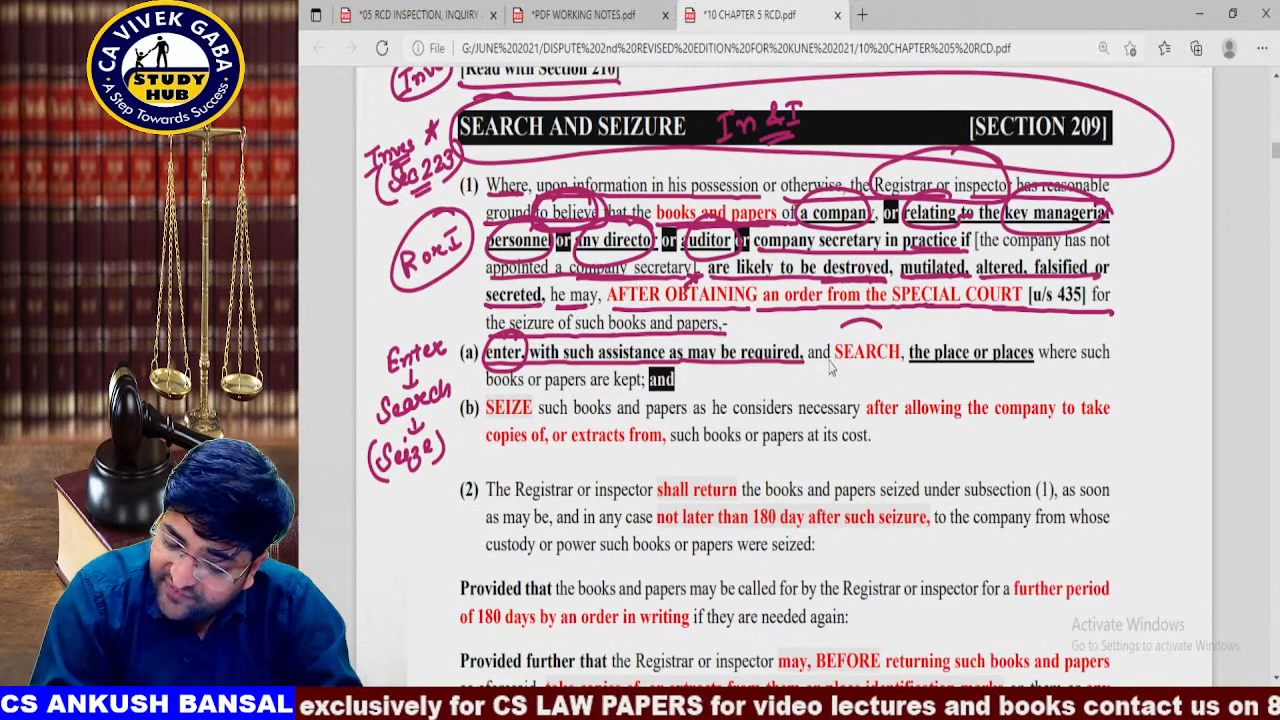 CA VIVEK GABA
STUDY
HUB
A Step Towards Success
*05 RCD INSPECTION, INQUIRY -
*PDF WORKING NOTES.pdf
*10 CHAPTER 5 RCD.pdf
File
G:/JUNE%202021/DISPUTE%202nd%20REVISED%20EDITION%20FOR%20JUNE%202021/10%20CHAPTER%205%20RCD.pdf
Inve
[Read with Section 210]
SEARCH AND SEIZURE In & I [SECTION 209]
Inves *
(Sec 223)
(1) Where, upon information in his possession or otherwise, the Registrar or inspector has reasonable
ground to believe that the books and papers of a company, or relating to the key managerial
personnel or any director or auditor or company secretary in practice if [the company has not
appointed a company secretary], are likely to be destroyed, mutilated, altered, falsified or
secreted, he may, AFTER OBTAINING an order from the SPECIAL COURT [u/s 435] for
the seizure of such books and papers,-
R or I
(a) enter, with such assistance as may be required, and SEARCH, the place or places where such
books or papers are kept; and
(b) SEIZE such books and papers as he considers necessary after allowing the company to take
copies of, or extracts from, such books or papers at its cost.
Enter
↓
Search
↓
(Seize)
(2) The Registrar or inspector shall return the books and papers seized under subsection (1), as soon
as may be, and in any case not later than 180 day after such seizure, to the company from whose
custody or power such books or papers were seized:
Provided that the books and papers may be called for by the Registrar or inspector for a further period
of 180 days by an order in writing if they are needed again:
Provided further that the Registrar or inspector may, BEFORE returning such books and papers
Activate Windows
Go to Settings to activate Windows.
CS ANKUSH BANSAL exclusively for CS LAW PAPERS for video lectures and books contact us on 8